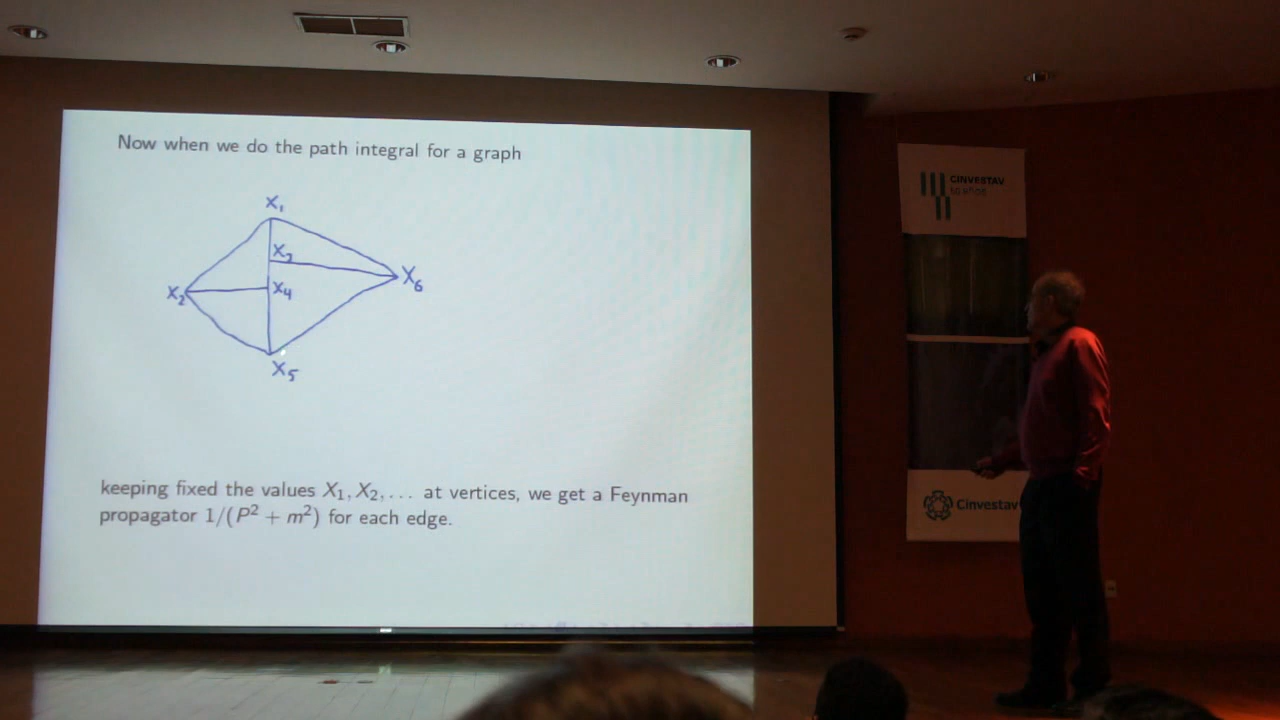 Now when we do the path integral for a graph
X₁
X₃
X₆
X₂
X₄
X₅
keeping fixed the values X₁, X₂, . . . at vertices, we get a Feynman
propagator 1/(P² + m²) for each edge.
CINVESTAV
Cinvestav